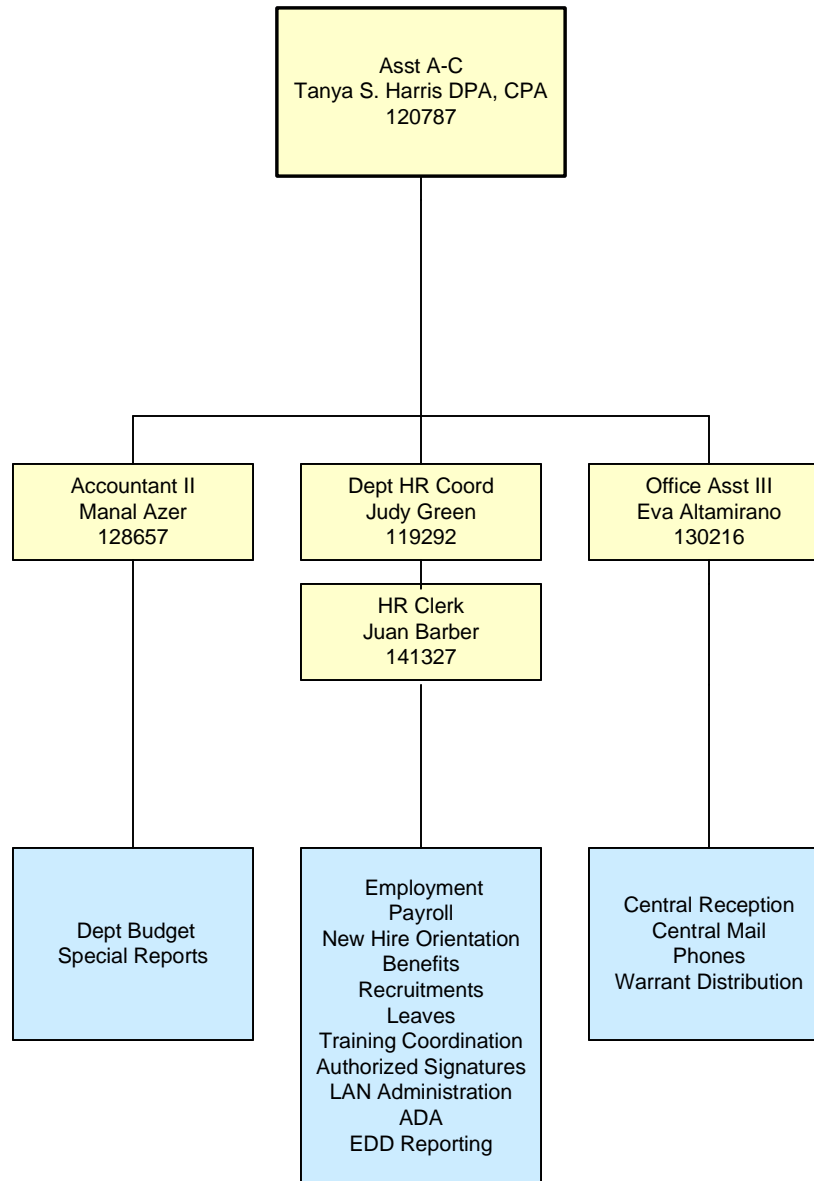 Asst A-C
Tanya S. Harris DPA, CPA
120787
Accountant II
Manal Azer
128657
Dept HR Coord
Judy Green
119292
Office Asst III
Eva Altamirano
130216
HR Clerk
Juan Barber
141327
Dept Budget
Special Reports
Employment
Payroll
New Hire Orientation
Benefits
Recruitments
Leaves
Training Coordination
Authorized Signatures
LAN Administration
ADA
EDD Reporting
Central Reception
Central Mail
Phones
Warrant Distribution